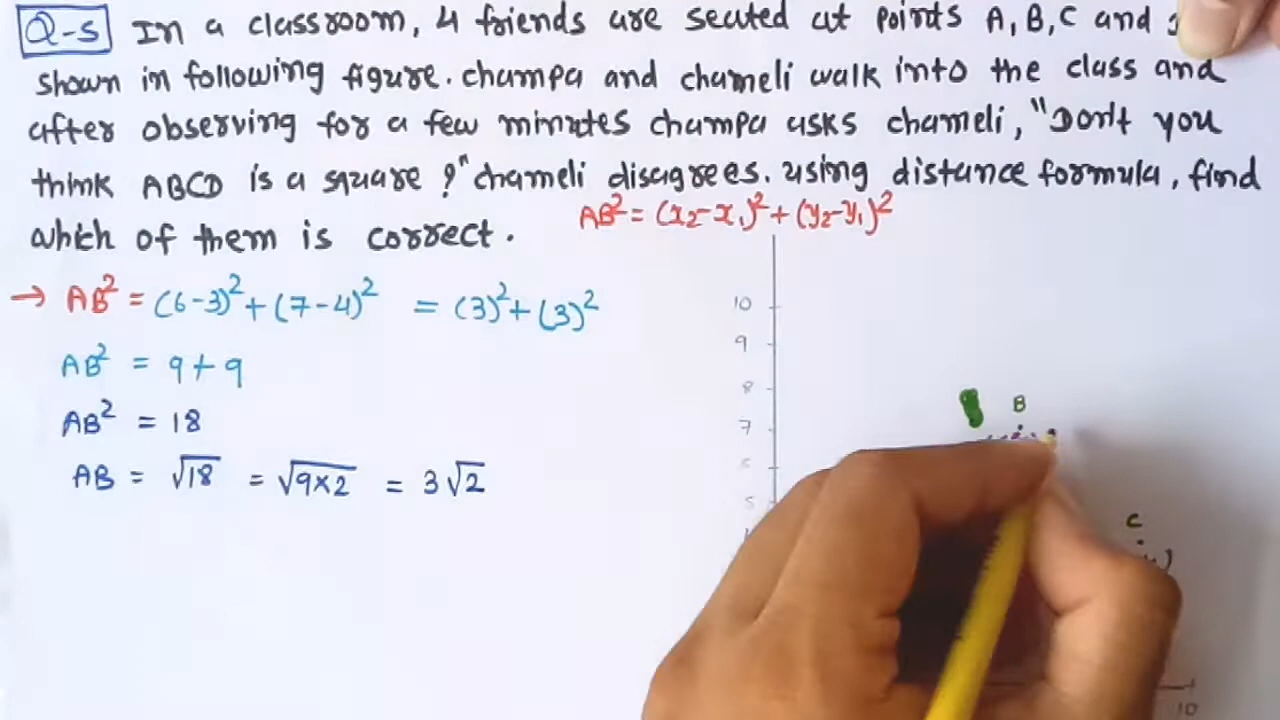 Q-5 In a classroom, 4 friends are seated at points A, B, C and
shown in following figure. champa and chameli walk into the class and
after observing for a few minutes champa asks chameli, "Don't you
think ABCD is a square ?" chameli disagrees. using distance formula, find
which of them is correct.
AB² = (x₂-x₁)² + (y₂-y₁)²
→ AB² = (6-3)² + (7-4)² = (3)² + (3)²
AB² = 9 + 9
AB² = 18
AB = √18 = √9×2 = 3√2
10
9
8
7
5
B
C
10